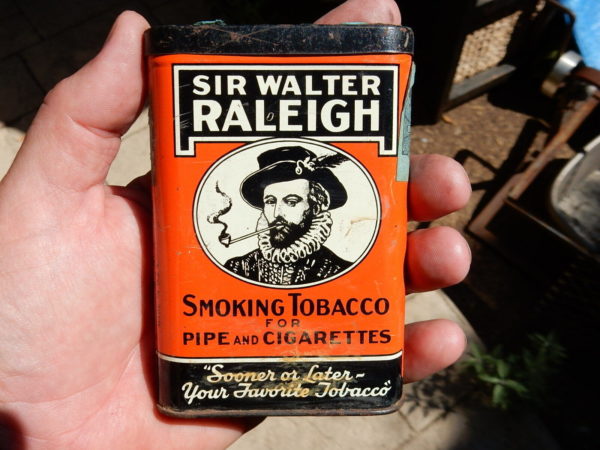 SIR WALTER
RALEIGH
SMOKING TOBACCO
FOR
PIPE AND CIGARETTES
"Sooner or Later~
Your Favorite Tobacco"